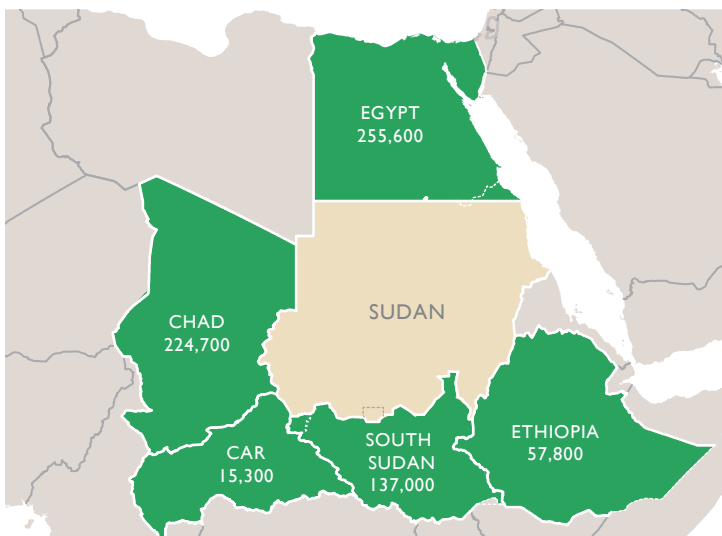 EGYPT
255,600
SUDAN
CHAD
224,700
CAR
15,300
SOUTH
SUDAN
137,000
ETHIOPIA
57,800